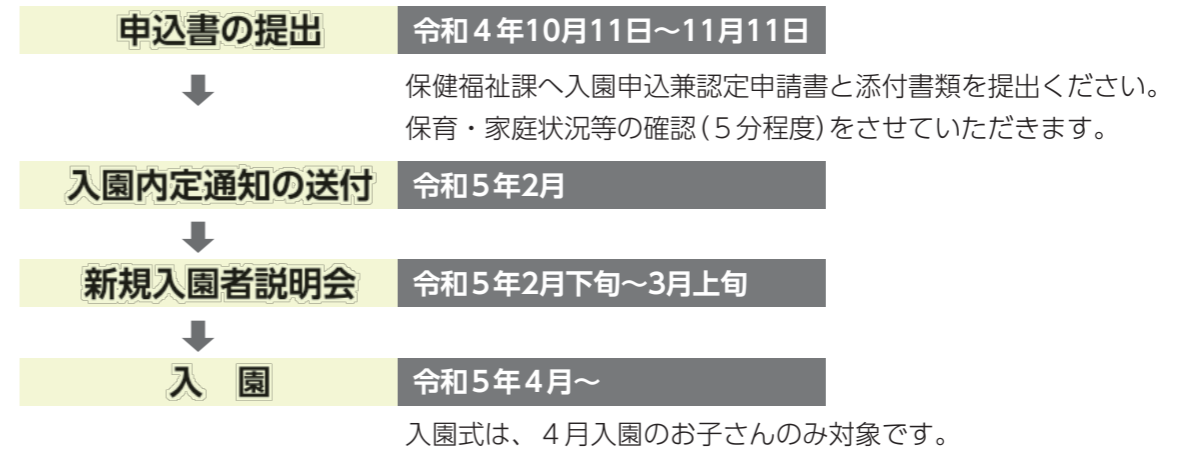 申込書の提出 令和４年10月11日～11月11日
保健福祉課へ入園申込兼認定申請書と添付書類を提出ください。
保育・家庭状況等の確認（５分程度）をさせていただきます。
入園内定通知の送付 令和５年2月
新規入園者説明会 令和５年2月下旬～3月上旬
入　園 令和５年４月～
入園式は、４月入園のお子さんのみ対象です。